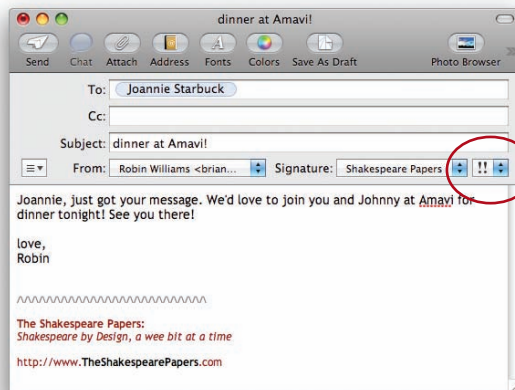 dinner at Amavi!
Send Chat Attach Address Fonts Colors Save As Draft Photo Browser
To: Joannie Starbuck
Cc:
Subject: dinner at Amavi!
From: Robin Williams <brian... Signature: Shakespeare Papers !!
Joannie, just got your message. We'd love to join you and Johnny at Amavi for
dinner tonight! See you there!
love,
Robin
The Shakespeare Papers:
Shakespeare by Design, a wee bit at a time
http://www.TheShakespearePapers.com